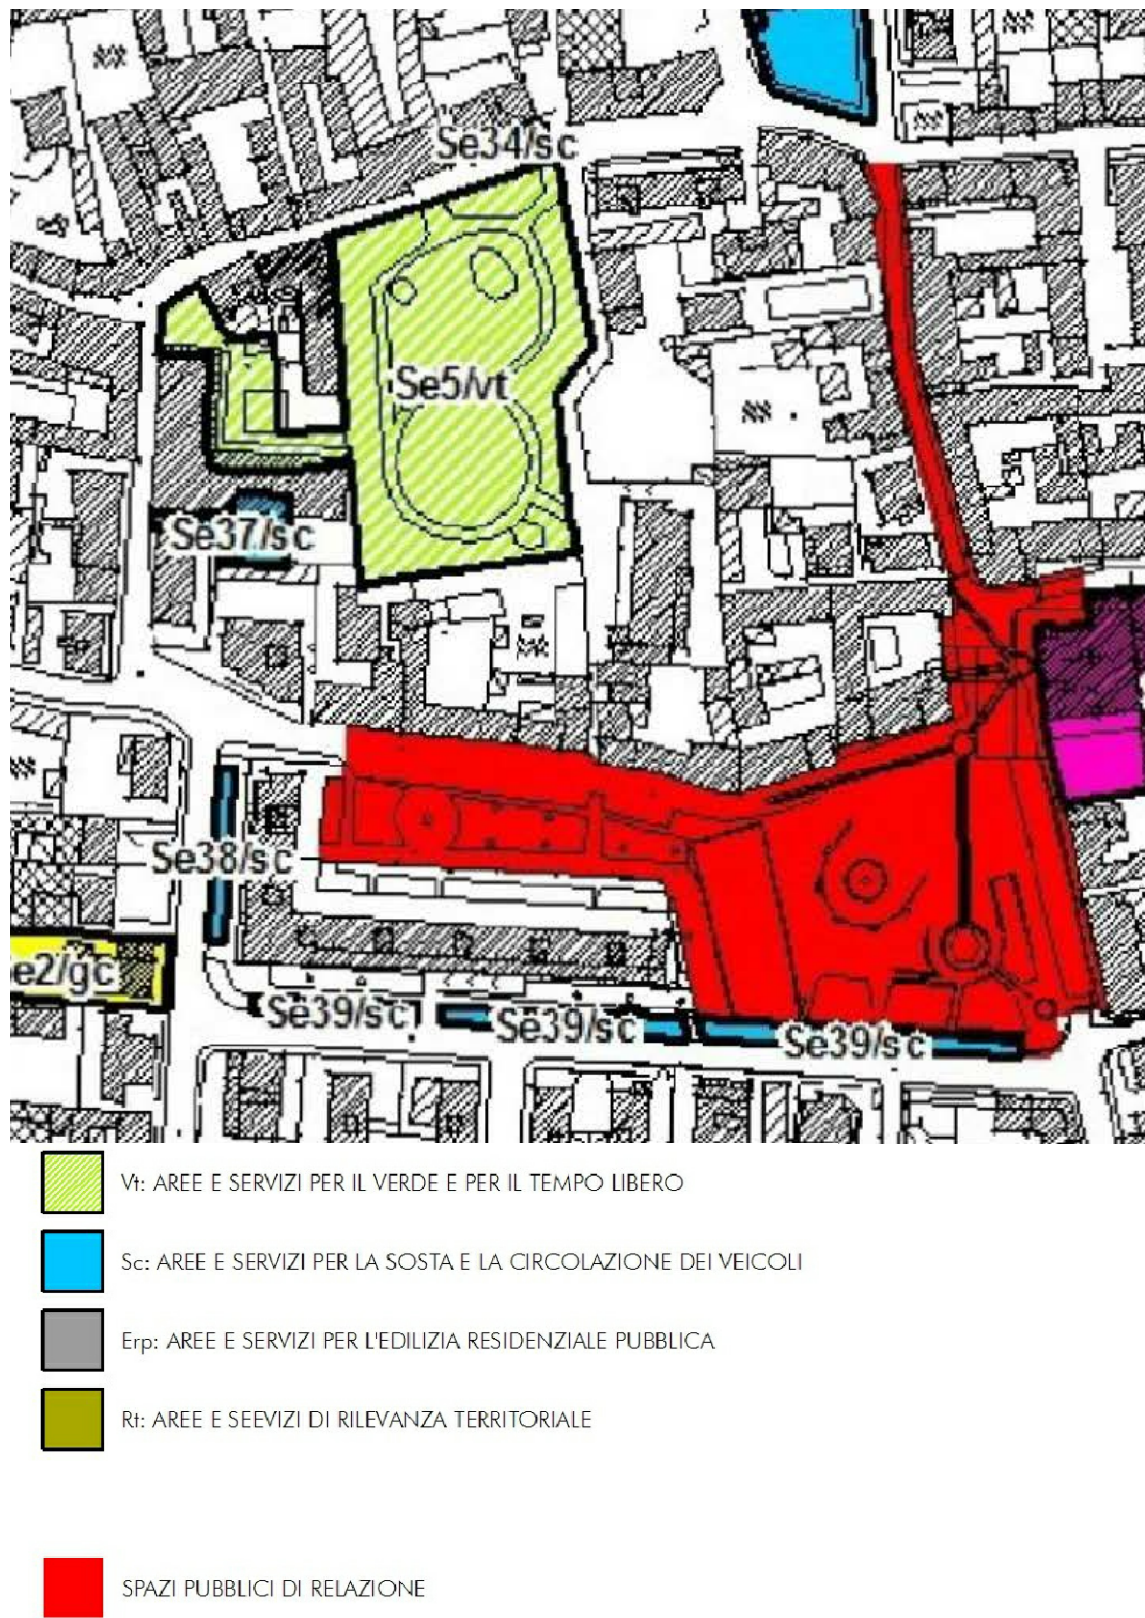 Se34/sc
Se5/vt
Se37/sc
Se38/sc
e2/gc
Se39/sc
Se39/sc
Se39/sc
Vt: AREE E SERVIZI PER IL VERDE E PER IL TEMPO LIBERO
Sc: AREE E SERVIZI PER LA SOSTA E LA CIRCOLAZIONE DEI VEICOLI
Erp: AREE E SERVIZI PER L'EDILIZIA RESIDENZIALE PUBBLICA
Rt: AREE E SEEVIZI DI RILEVANZA TERRITORIALE
SPAZI PUBBLICI DI RELAZIONE